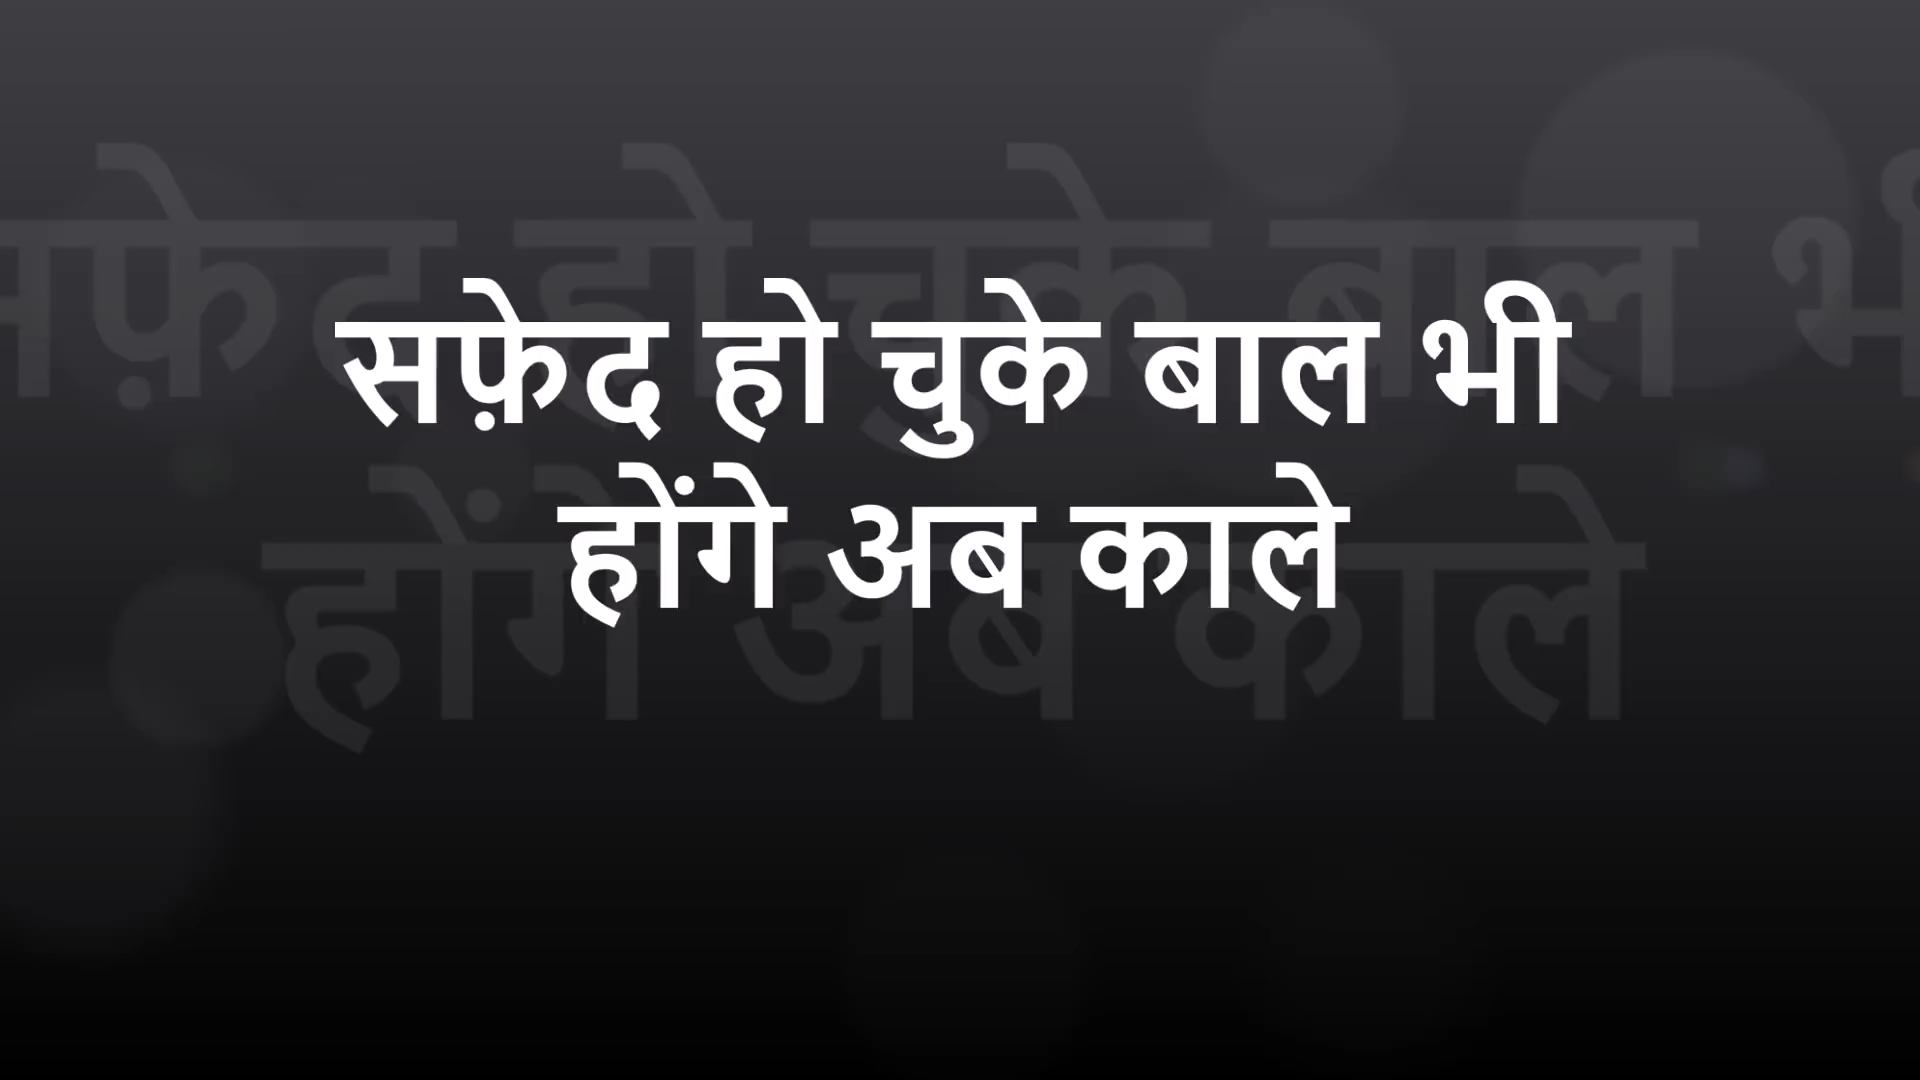 सफ़ेद हो चुके बाल भी
होंगे अब काले